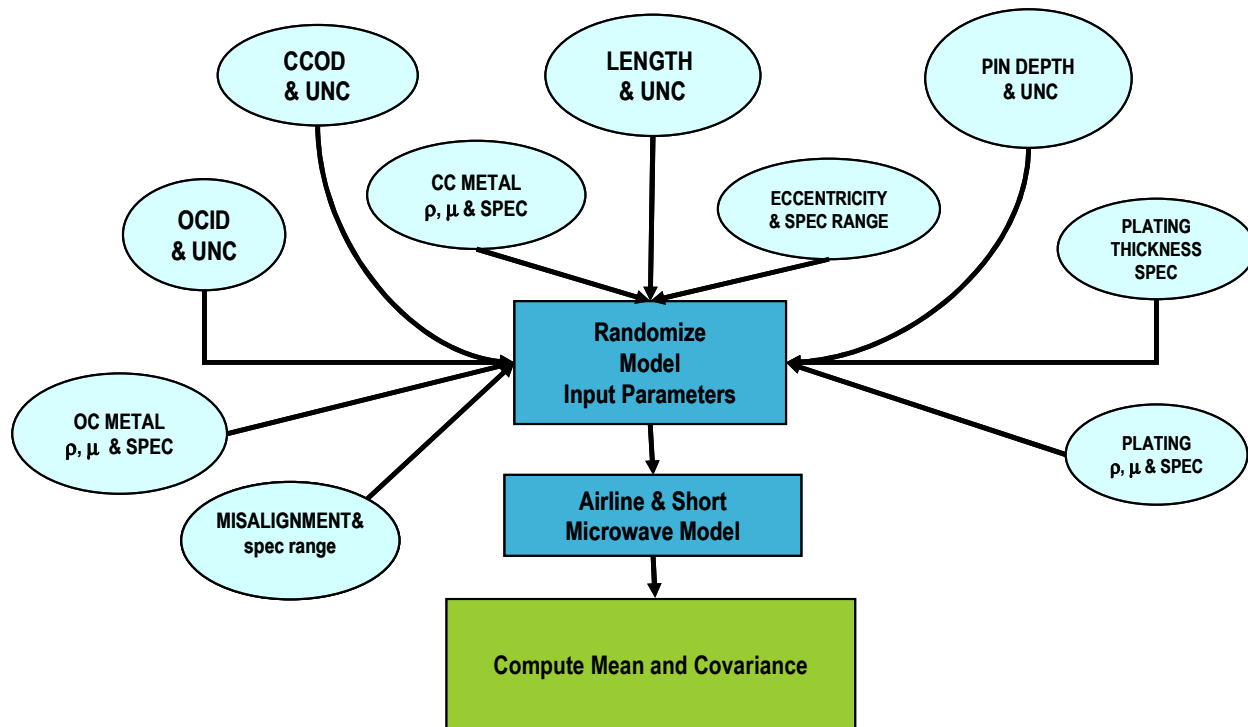 CCOD
& UNC
LENGTH
& UNC
PIN DEPTH
& UNC
CC METAL
ρ, μ & SPEC
ECCENTRICITY
& SPEC RANGE
OCID
& UNC
PLATING
THICKNESS
SPEC
Randomize
Model
Input Parameters
OC METAL
ρ, μ & SPEC
PLATING
ρ, μ & SPEC
MISALIGNMENT&
spec range
Airline & Short
Microwave Model
Compute Mean and Covariance